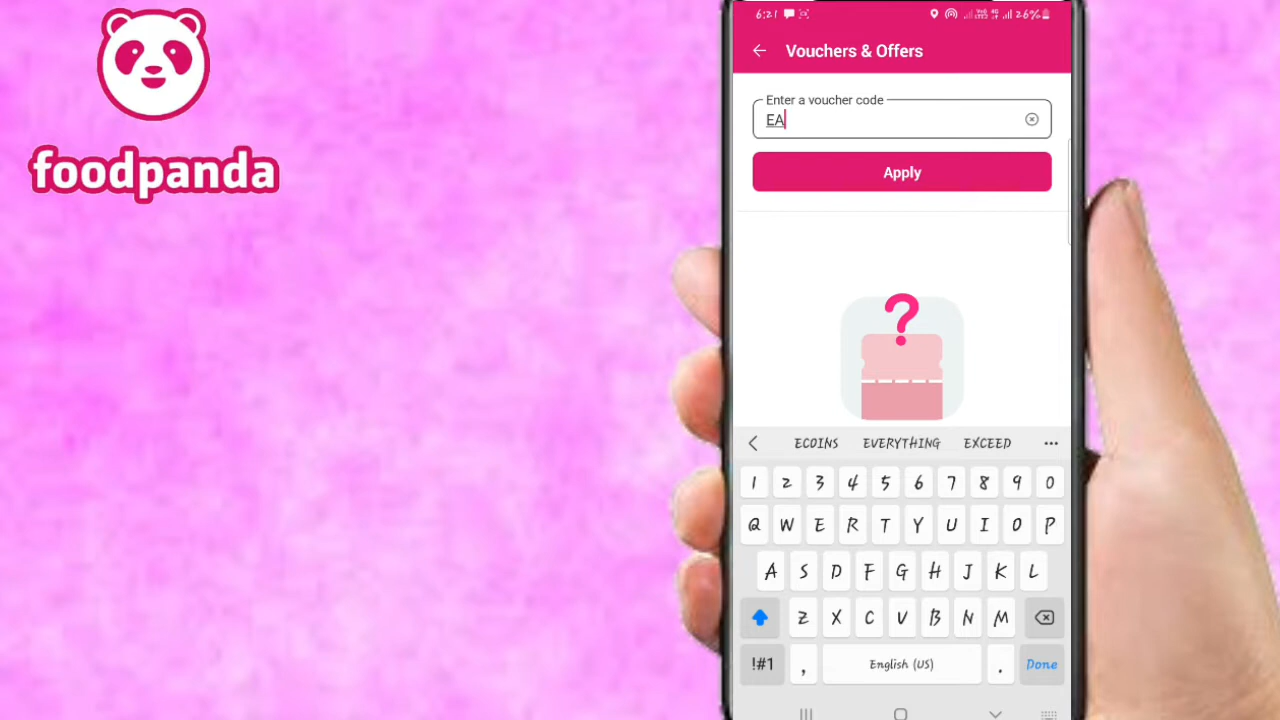 foodpanda
6:21 26%
Vouchers & Offers
Enter a voucher code
EA
Apply
?
ECOINS EVERYTHING EXCEED •••
1 2 3 4 5 6 7 8 9 0
Q W E R T Y U I O P
A S D F G H J K L
Z X C V B N M
!#1 , English (US) . Done